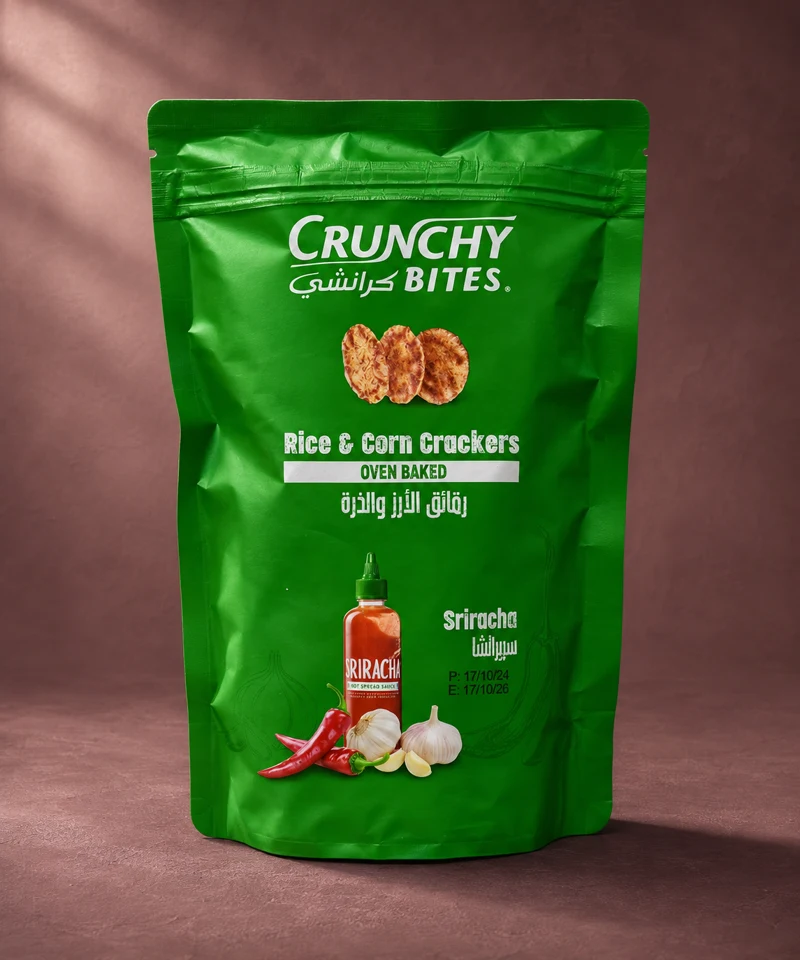 CRUNCHY
كرانشي BITES
Rice & Corn Crackers
OVEN BAKED
رقائق الأرز والذرة
Sriracha
سيراتشا
P: 17/10/24
E: 17/10/26
SRIRACHA
HOT SPREAD SAUCE